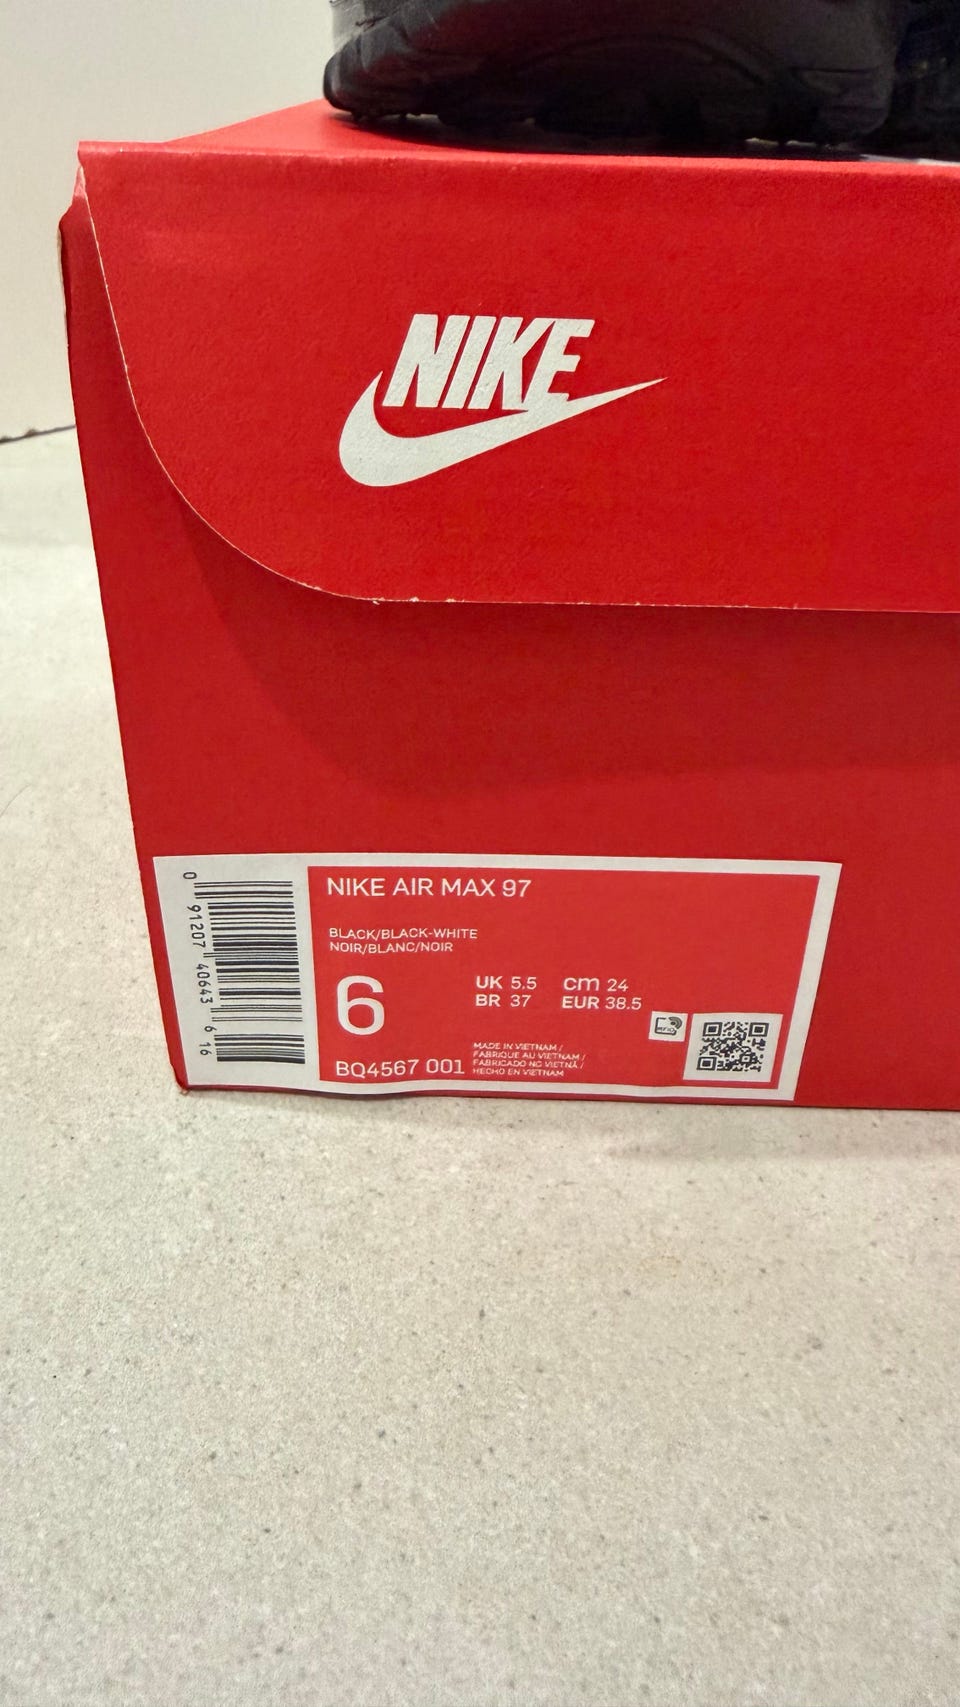 NIKE
NIKE AIR MAX 97
BLACK/BLACK-WHITE
NOIR/BLANC/NOIR
6
UK 5.5 cm 24
BR 37 EUR 38.5
BQ4567 001
MADE IN VIETNAM /
FABRIQUE AU VIETNAM /
FABRICADO NO VIETNÃ /
HECHO EN VIETNAM
0 91207 40643 6 16